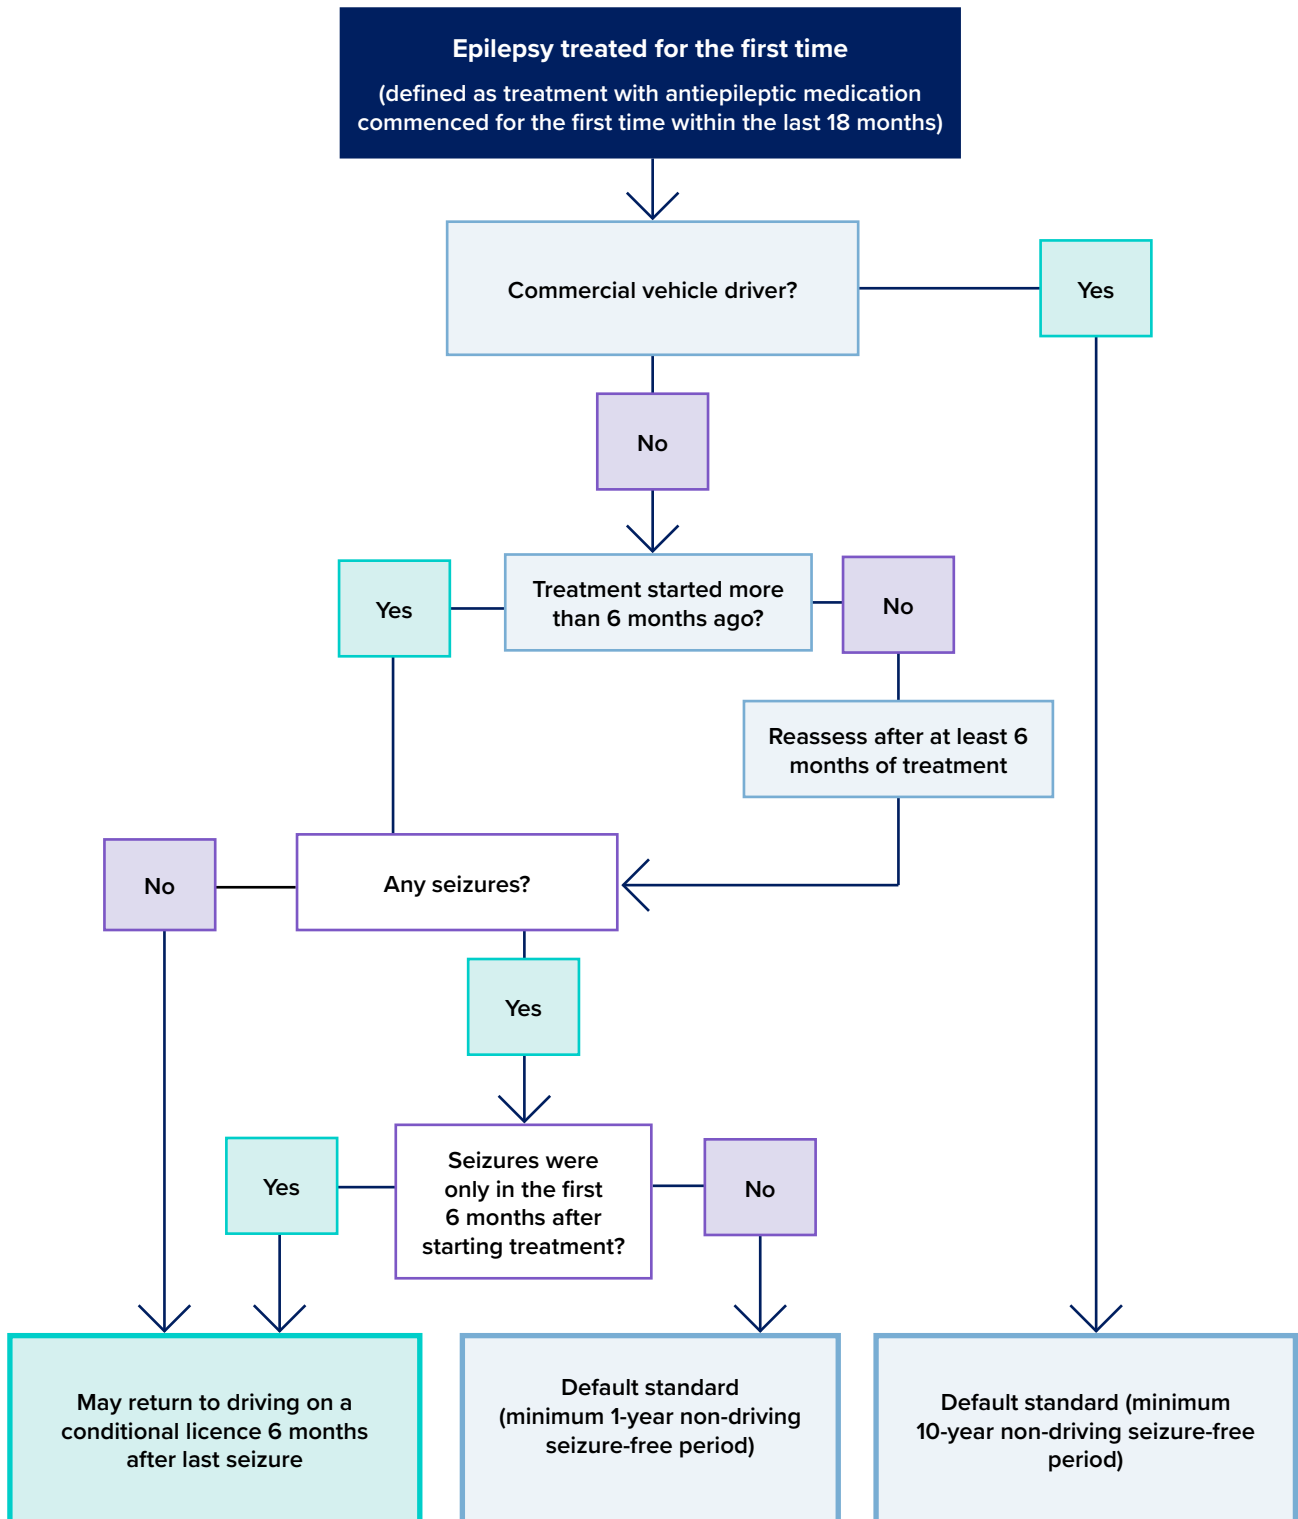 Epilepsy treated for the first time
(defined as treatment with antiepileptic medication
commenced for the first time within the last 18 months)
Commercial vehicle driver?
Yes
No
Yes
Treatment started more
than 6 months ago?
No
Reassess after at least 6
months of treatment
No
Any seizures?
Yes
Yes
Seizures were
only in the first
6 months after
starting treatment?
No
May return to driving on a
conditional licence 6 months
after last seizure
Default standard
(minimum 1-year non-driving
seizure-free period)
Default standard (minimum
10-year non-driving seizure-free
period)